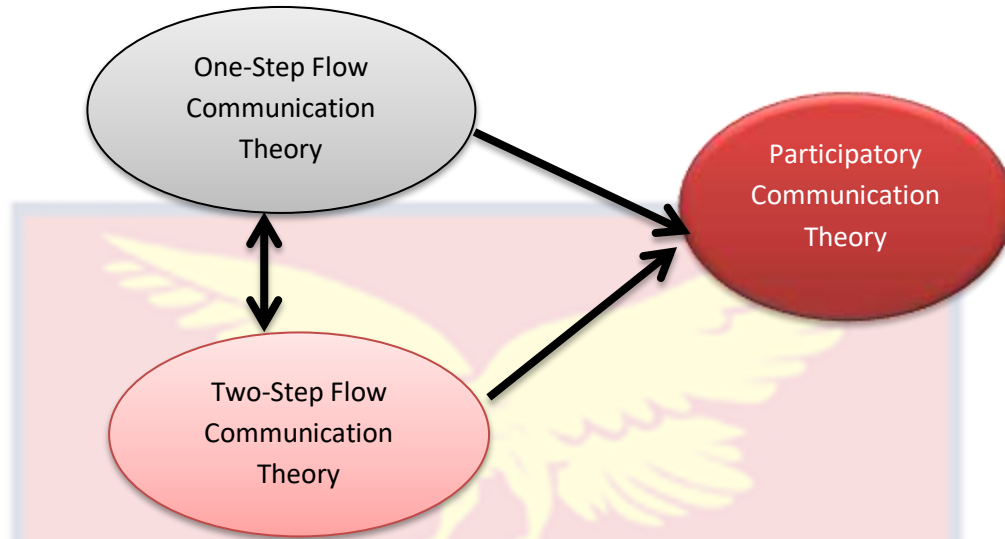 One-Step Flow
Communication
Theory
Participatory
Communication
Theory
Two-Step Flow
Communication
Theory